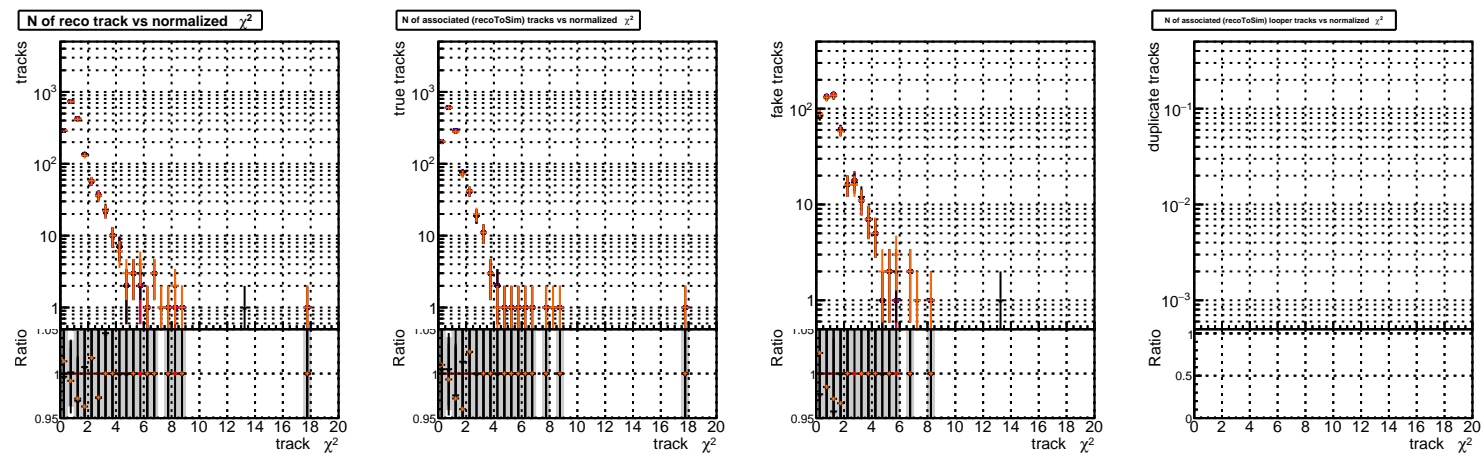 N of reco track vs normalized χ²
tracks
10³
10²
10
1
Ratio
1.05
1
0.95
0 2 4 6 8 10 12 14 16 18 20
track χ²
N of associated (recoToSim) tracks vs normalized χ²
true tracks
10³
10²
10
1
Ratio
1.05
1
0.95
0 2 4 6 8 10 12 14 16 18 20
track χ²
fake tracks
10²
10
1
Ratio
1.05
1
0.95
0 2 4 6 8 10 12 14 16 18 20
track χ²
N of associated (recoToSim) looper tracks vs normalized χ²
duplicate tracks
10⁻¹
10⁻²
10⁻³
Ratio
1
0.5
0
0 2 4 6 8 10 12 14 16 18 20
track χ²